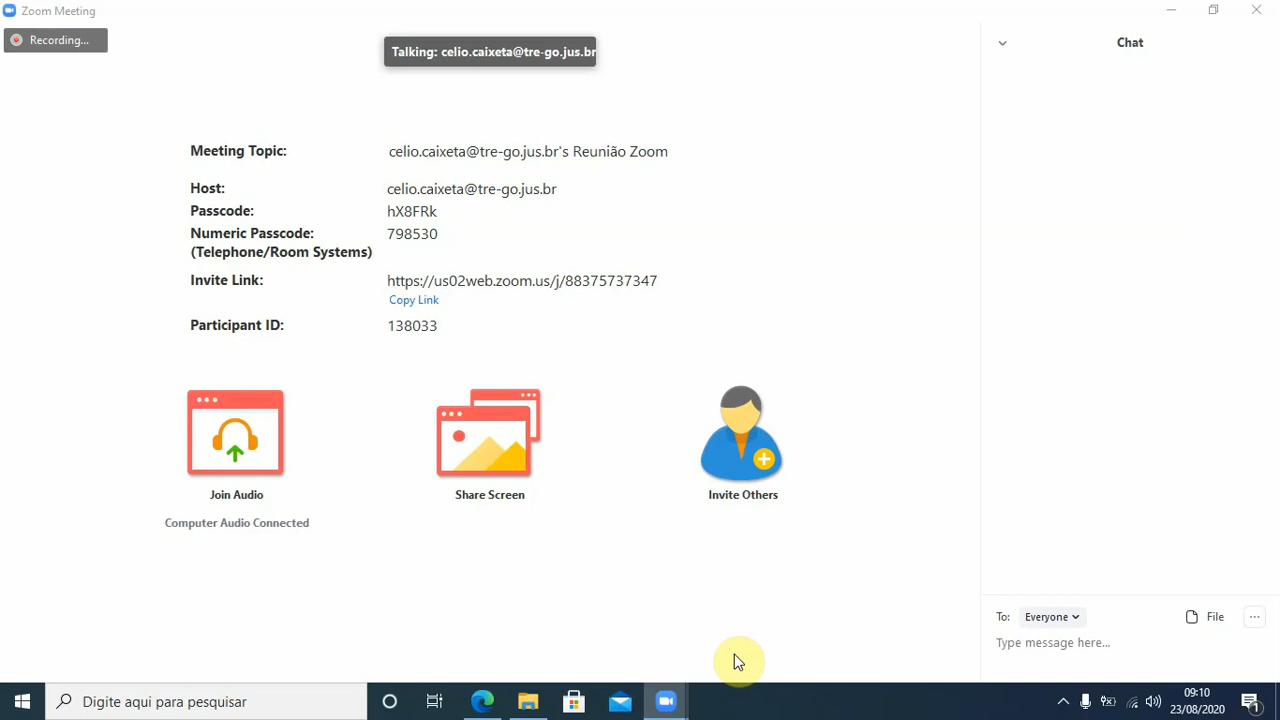 Zoom Meeting
Recording...
Talking: celio.caixeta@tre-go.jus.br
Chat
Meeting Topic: celio.caixeta@tre-go.jus.br's Reunião Zoom
Host: celio.caixeta@tre-go.jus.br
Passcode: hX8FRk
Numeric Passcode: 798530
(Telephone/Room Systems)
Invite Link: https://us02web.zoom.us/j/88375737347
Copy Link
Participant ID: 138033
Join Audio
Share Screen
Invite Others
Computer Audio Connected
To: Everyone File
Type message here...
Digite aqui para pesquisar
09:10
23/08/2020
1